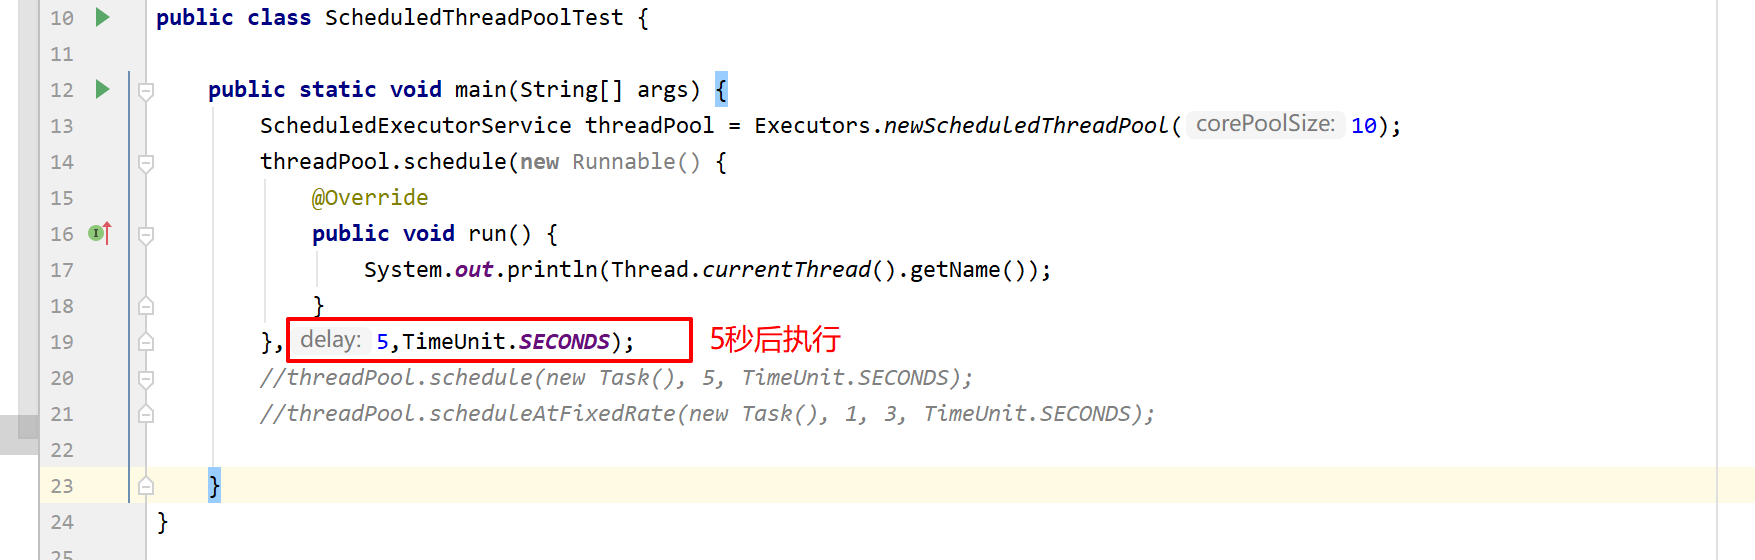 10 public class ScheduledThreadPoolTest {
11
12 public static void main(String[] args) {
13 ScheduledExecutorService threadPool = Executors.newScheduledThreadPool( corePoolSize: 10);
14 threadPool.schedule(new Runnable() {
15 @Override
16 public void run() {
17 System.out.println(Thread.currentThread().getName());
18 }
19 }, delay: 5,TimeUnit.SECONDS); 5秒后执行
20 //threadPool.schedule(new Task(), 5, TimeUnit.SECONDS);
21 //threadPool.scheduleAtFixedRate(new Task(), 1, 3, TimeUnit.SECONDS);
22
23 }
24 }
25